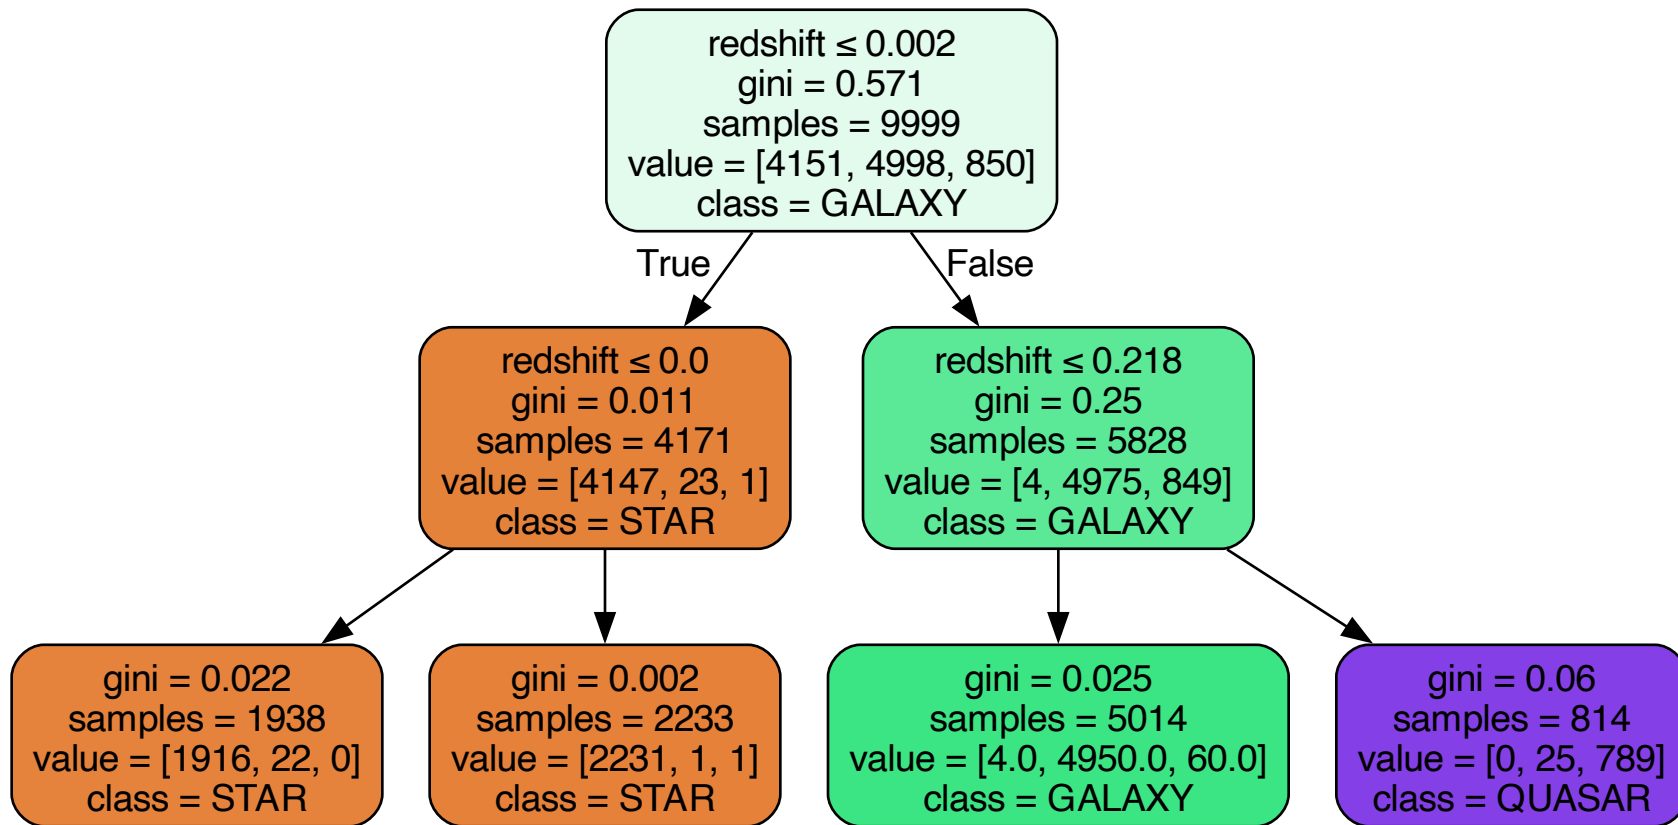 redshift ≤ 0.002
gini = 0.571
samples = 9999
value = [4151, 4998, 850]
class = GALAXY
True
False
redshift ≤ 0.0
gini = 0.011
samples = 4171
value = [4147, 23, 1]
class = STAR
redshift ≤ 0.218
gini = 0.25
samples = 5828
value = [4, 4975, 849]
class = GALAXY
gini = 0.022
samples = 1938
value = [1916, 22, 0]
class = STAR
gini = 0.002
samples = 2233
value = [2231, 1, 1]
class = STAR
gini = 0.025
samples = 5014
value = [4.0, 4950.0, 60.0]
class = GALAXY
gini = 0.06
samples = 814
value = [0, 25, 789]
class = QUASAR